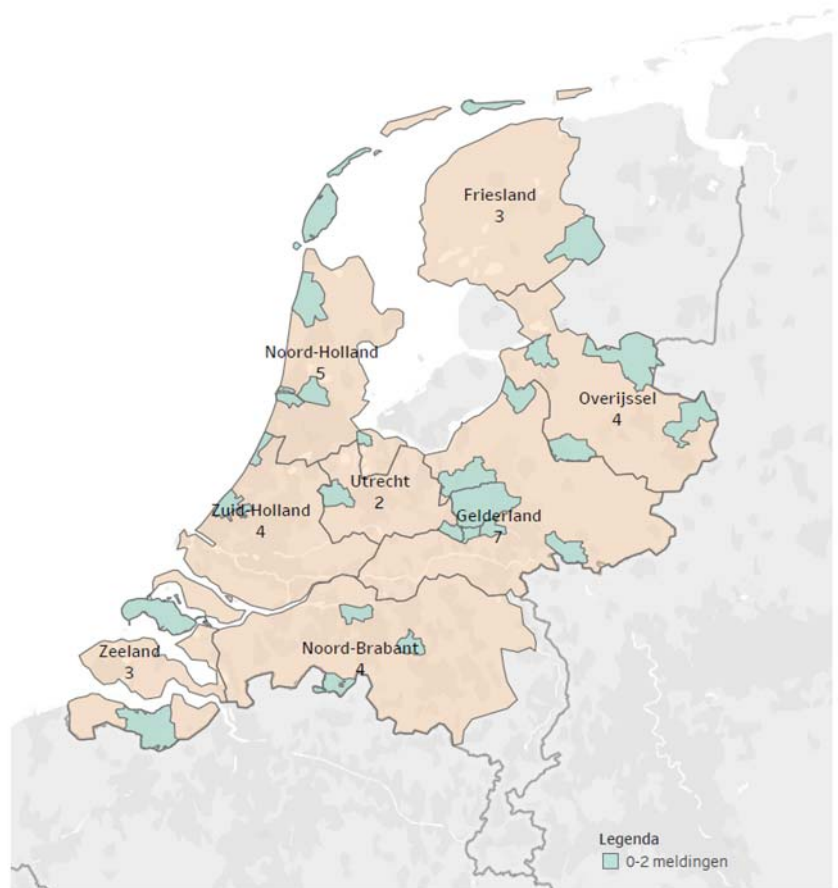 Friesland
3
Noord-Holland
5
Overijssel
4
Utrecht
2
Zuid-Holland
4
Gelderland
7
Zeeland
3
Noord-Brabant
4
Legenda
0-2 meldingen